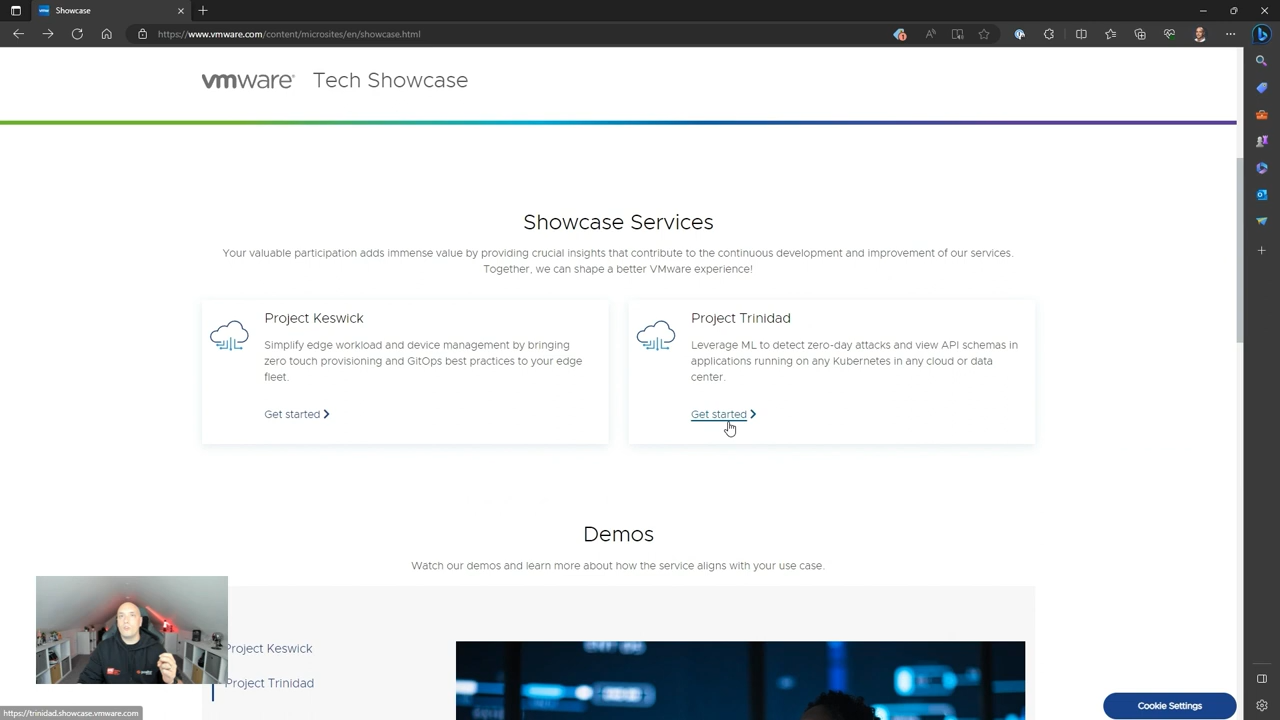 Showcase
https://www.vmware.com/content/microsites/en/showcase.html
vmware Tech Showcase
Showcase Services
Your valuable participation adds immense value by providing crucial insights that contribute to the continuous development and improvement of our services.
Together, we can shape a better VMware experience!
Project Keswick
Simplify edge workload and device management by bringing
zero touch provisioning and GitOps best practices to your edge
fleet.
Get started
Project Trinidad
Leverage ML to detect zero-day attacks and view API schemas in
applications running on any Kubernetes in any cloud or data
center.
Get started
Demos
Watch our demos and learn more about how the service aligns with your use case.
Project Keswick
Project Trinidad
Cookie Settings
https://trinidad.showcase.vmware.com